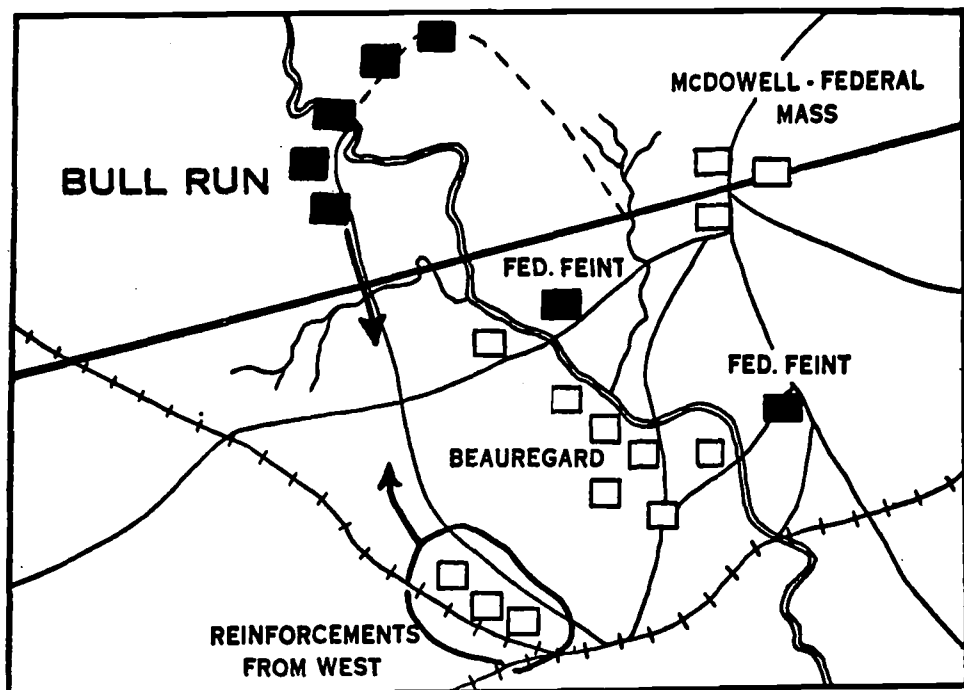 MCDOWELL - FEDERAL
MASS
BULL RUN
FED. FEINT
FED. FEINT
BEAUREGARD
REINFORCEMENTS
FROM WEST